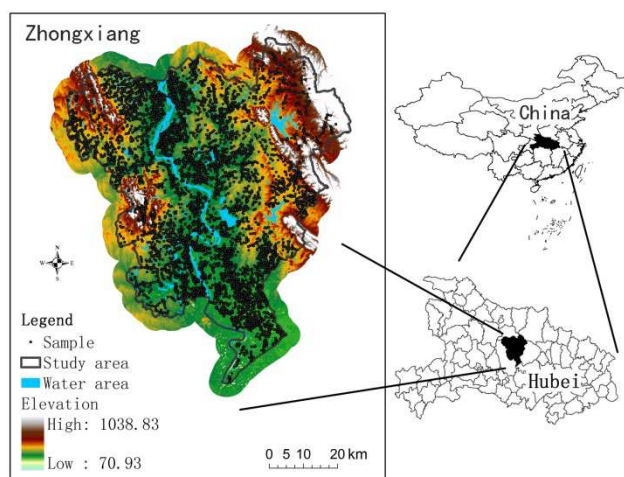 Zhongxiang
China
N
W E
S
Legend
Sample
Study area
Water area
Elevation
High: 1038.83
Low : 70.93
0 5 10 20 km
Hubei